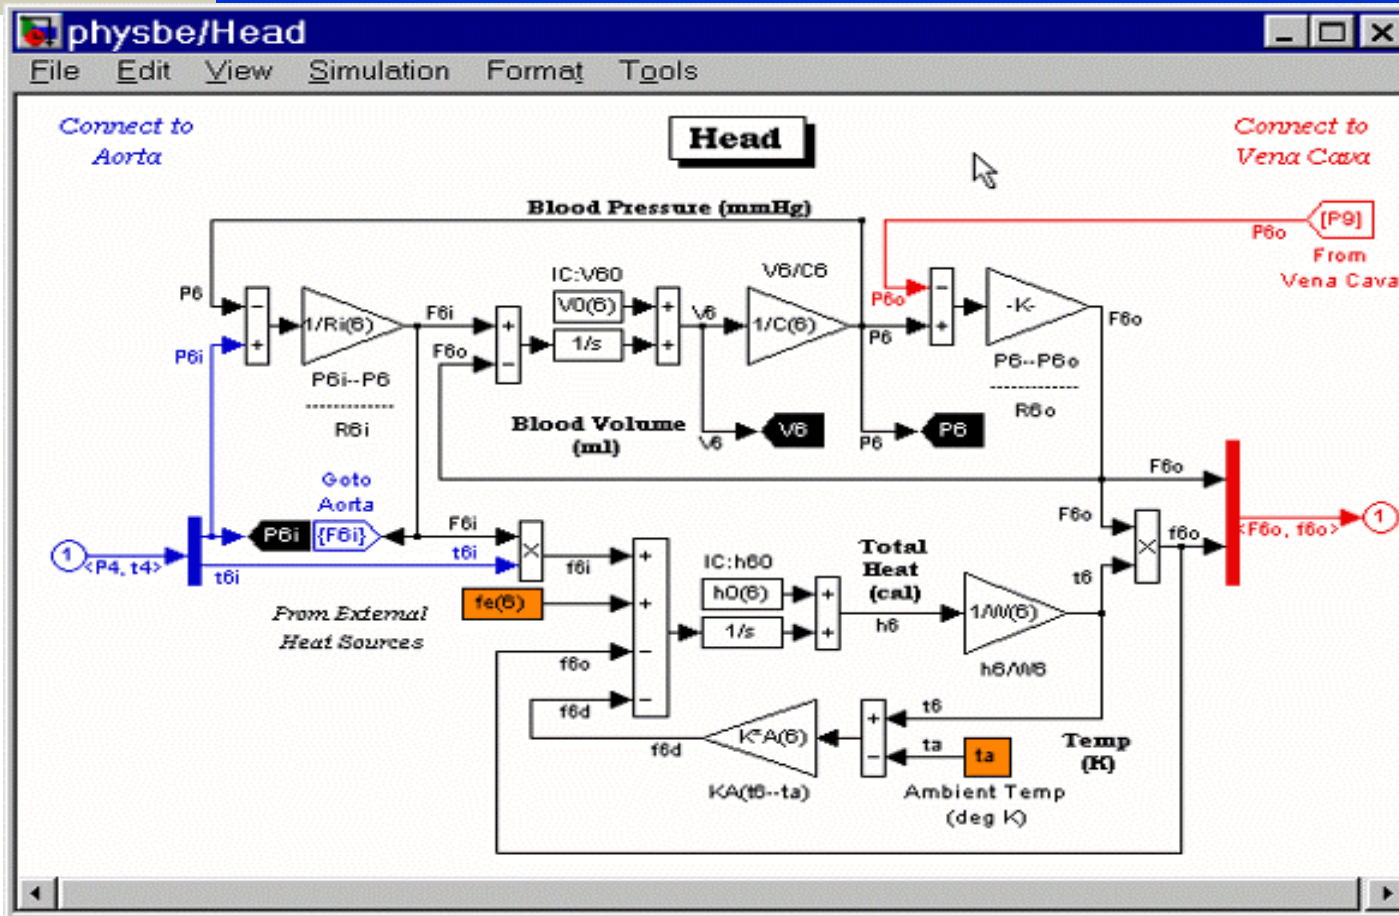 physbe/Head
File Edit View Simulation Format Tools
Connect to
Aorta
Head
Connect to
Vena Cava
Blood Pressure (mmHg)
[P9]
P6o
From
Vena Cava
IC:V60
V6/C6
P6
V0(6)
P6o
-K-
1/Ri(6)
F6i
+
V6
1/C(6)
P6
F6o
P6i
F6o
1/s
P6i--P6
------------
R6i
P6--P6o
------------
R6o
Blood Volume
(ml)
V6
V6
P6
P6
F6o
Goto
Aorta
P6i
{F6i}
F6i
F6o
1
<P4, t4>
t6i
t6i
f6i
f6o
<F6o, f6o>
1
IC:h60
Total
Heat
(cal)
t6
From External
Heat Sources
fe(6)
h0(6)
1/s
h6
1/W(6)
f6o
h6/W6
f6d
f6d
K*A(6)
t6
ta
ta
Temp
(K)
KA(t6--ta)
Ambient Temp
(deg K)